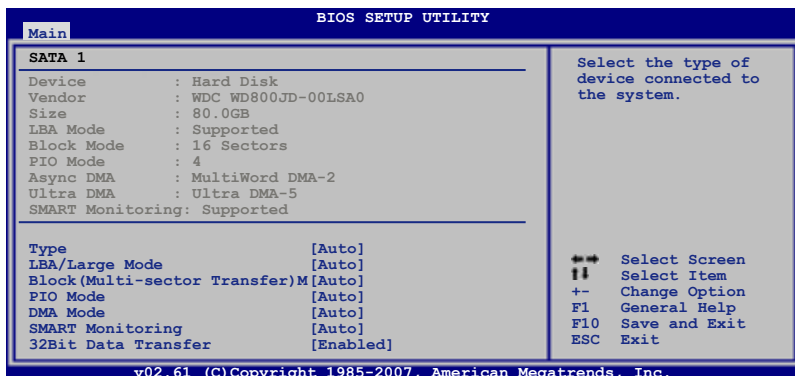 BIOS SETUP UTILITY
Main
SATA 1
Device : Hard Disk
Vendor : WDC WD800JD-00LSA0
Size : 80.0GB
LBA Mode : Supported
Block Mode : 16 Sectors
PIO Mode : 4
Async DMA : MultiWord DMA-2
Ultra DMA : Ultra DMA-5
SMART Monitoring: Supported
Type [Auto]
LBA/Large Mode [Auto]
Block(Multi-sector Transfer)M[Auto]
PIO Mode [Auto]
DMA Mode [Auto]
SMART Monitoring [Auto]
32Bit Data Transfer [Enabled]
Select the type of
device connected to
the system.
←→ Select Screen
↑↓ Select Item
+- Change Option
F1 General Help
F10 Save and Exit
ESC Exit
v02.61 (C)Copyright 1985-2007, American Megatrends, Inc.